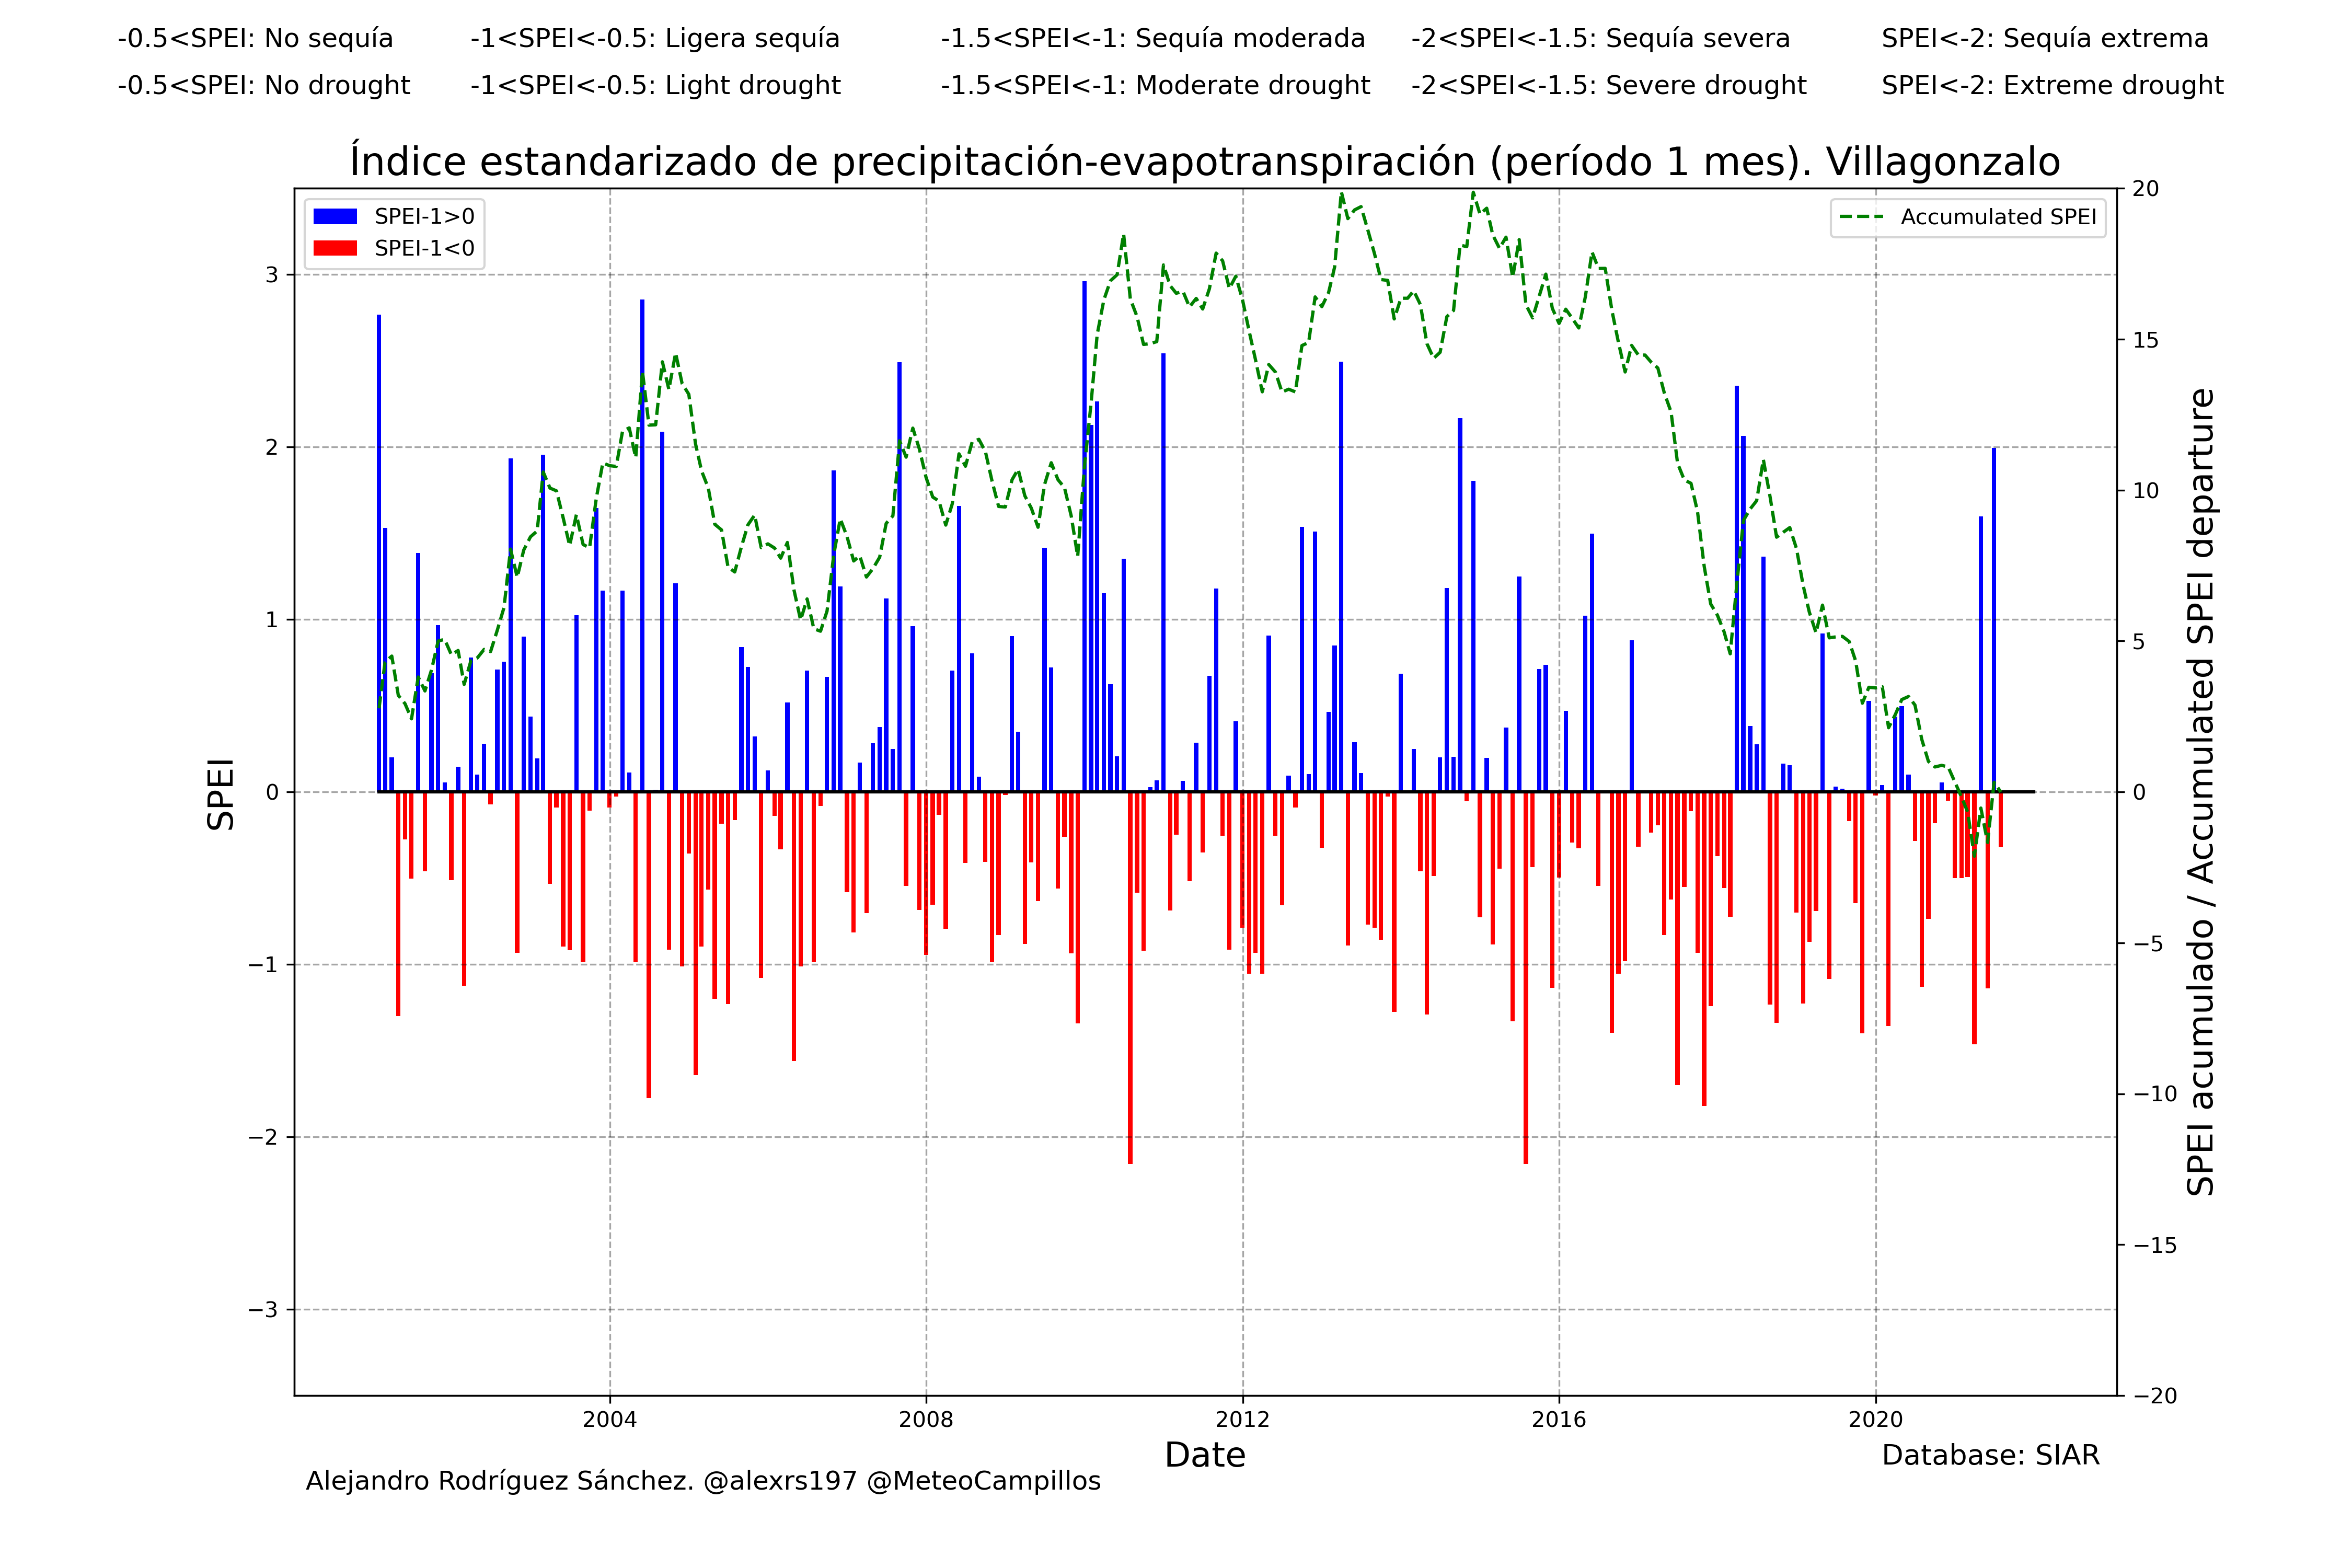 -0.5<SPEI: No sequía -1<SPEI<-0.5: Ligera sequía -1.5<SPEI<-1: Sequía moderada -2<SPEI<-1.5: Sequía severa SPEI<-2: Sequía extrema
-0.5<SPEI: No drought -1<SPEI<-0.5: Light drought -1.5<SPEI<-1: Moderate drought -2<SPEI<-1.5: Severe drought SPEI<-2: Extreme drought
Índice estandarizado de precipitación-evapotranspiración (período 1 mes). Villagonzalo
SPEI-1>0
SPEI-1<0
Accumulated SPEI
SPEI
3
2
1
0
−1
−2
−3
20
15
10
5
0
−5
−10
−15
−20
SPEI acumulado / Accumulated SPEI departure
2004 2008 2012 2016 2020
Date
Database: SIAR
Alejandro Rodríguez Sánchez. @alexrs197 @MeteoCampillos